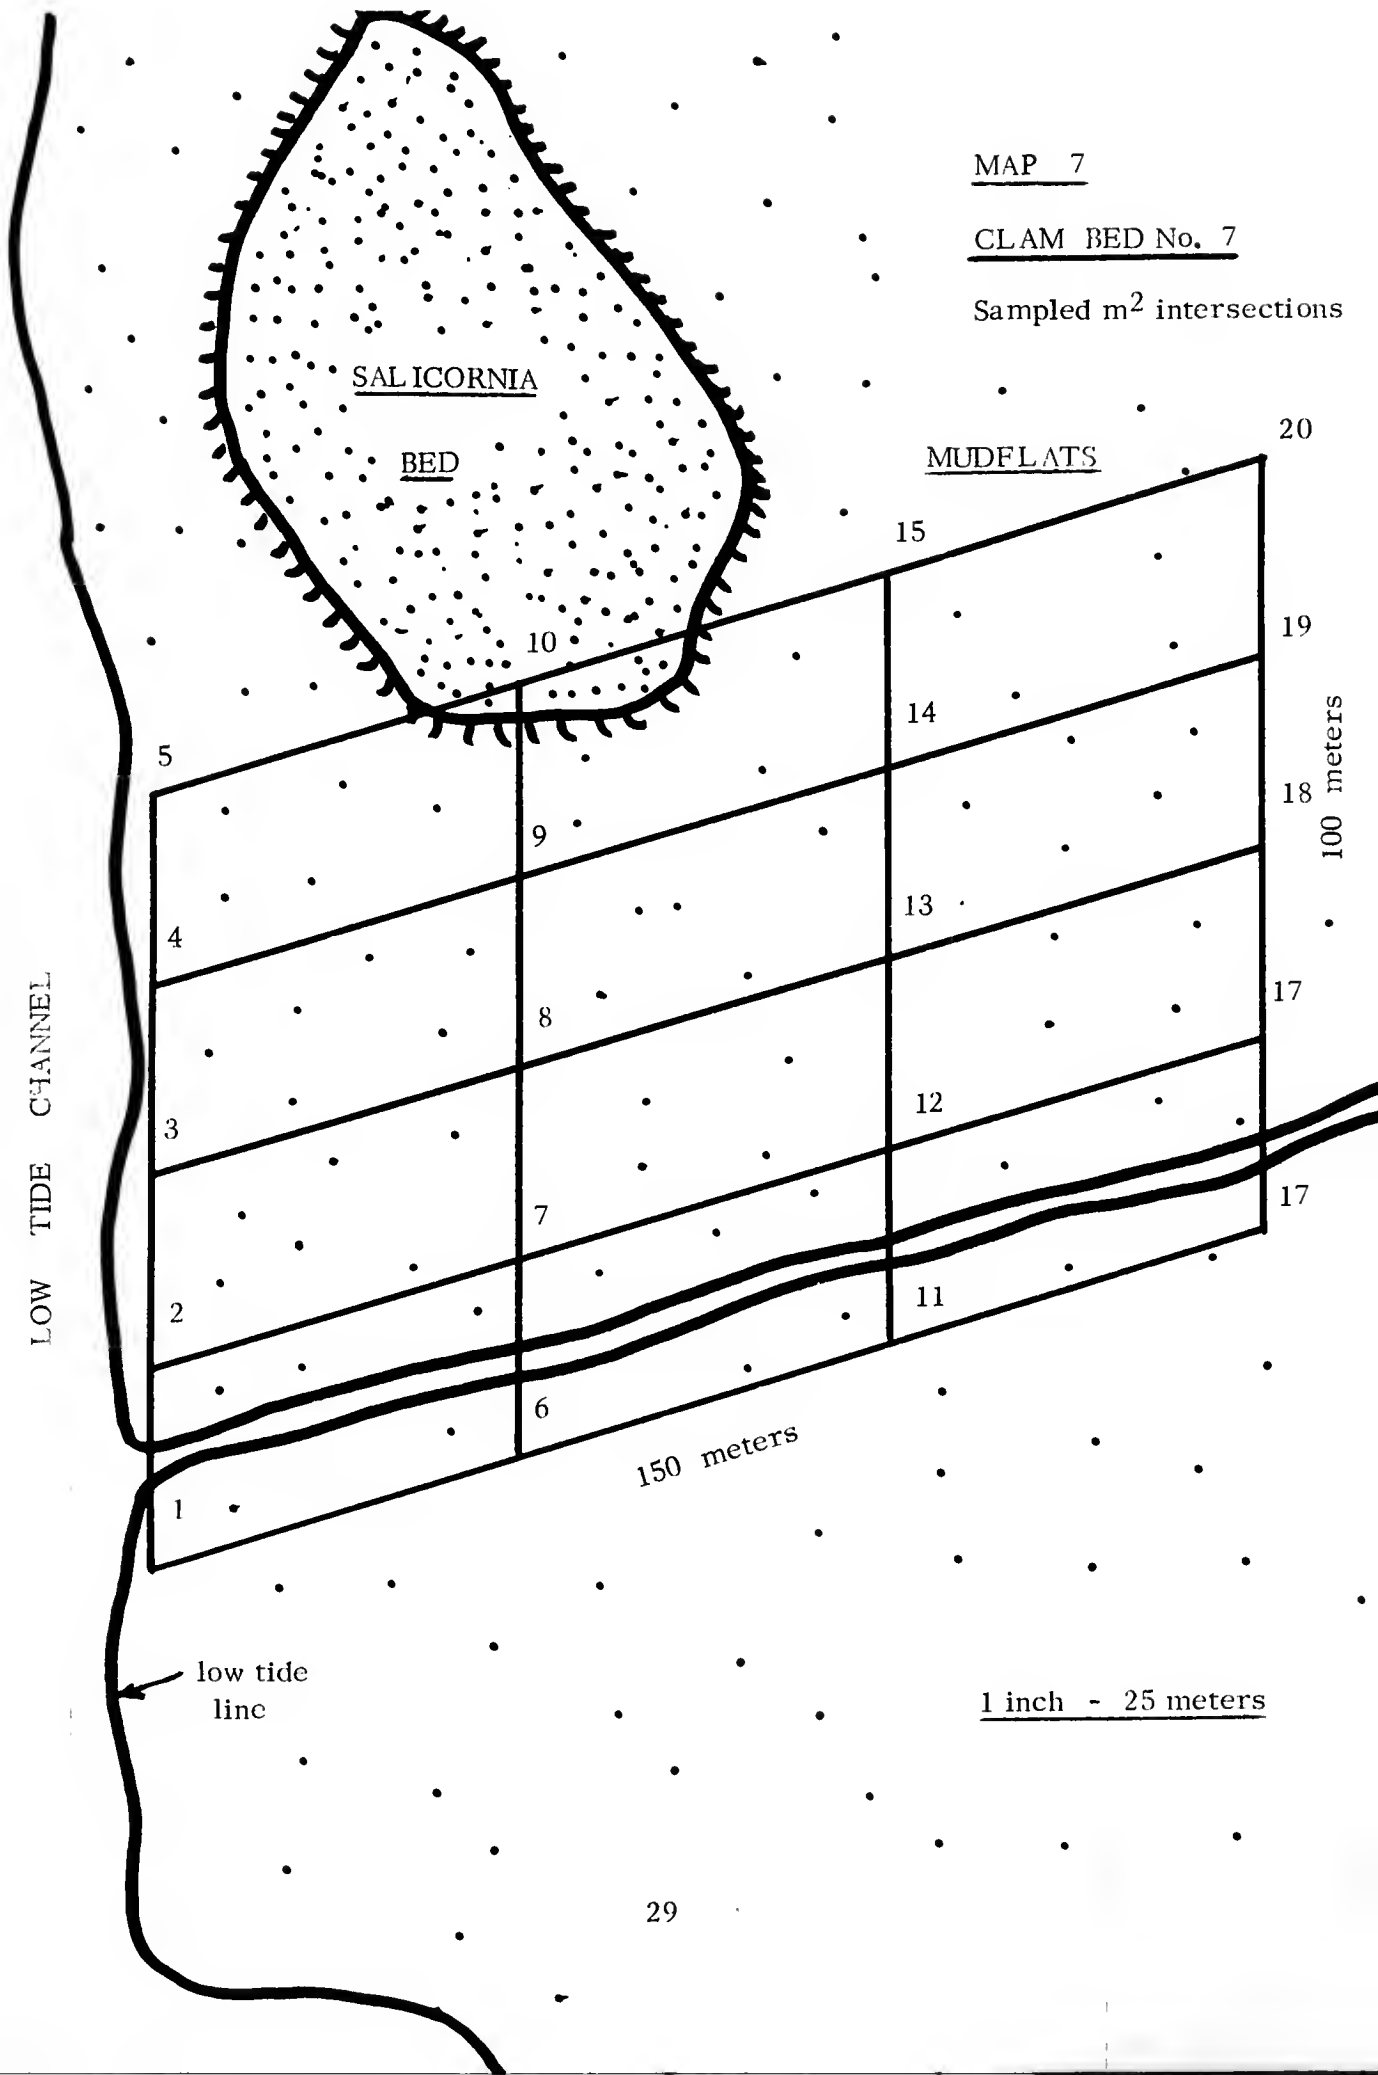 MAP 7
CLAM BED No. 7
Sampled m² intersections
SALICORNIA
BED
MUDFLATS
20
15
19
10
14
5
18
100 meters
9
4
13
17
8
3
12
LOW TIDE CHANNEL
7
17
2
11
6
150 meters
1
low tide
line
1 inch - 25 meters
29